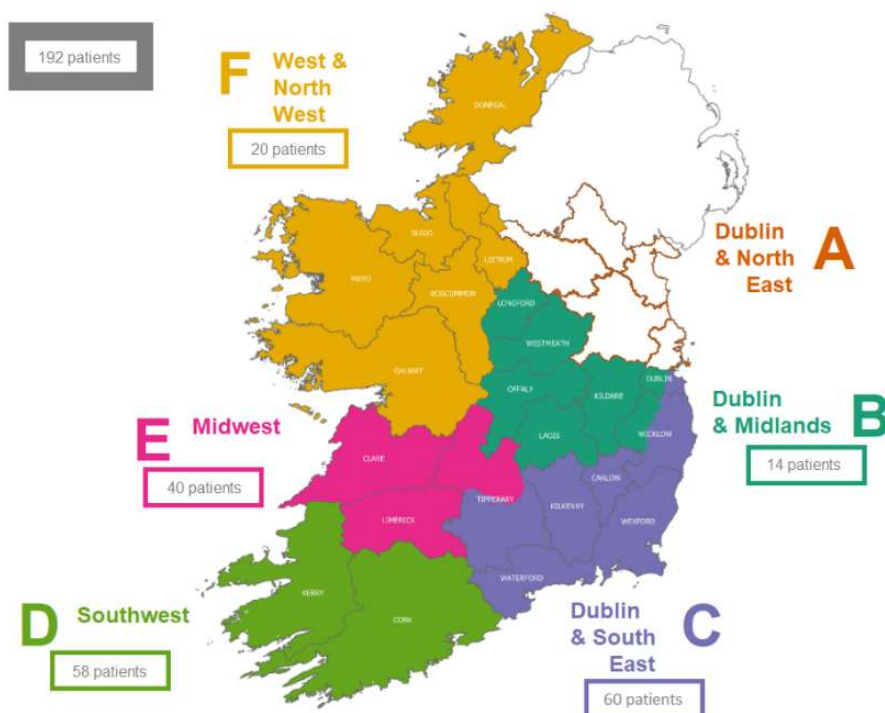 192 patients
F
West &
North
West
20 patients
DONEGAL
SLIGO
LEITRIM
MAYO
ROSCOMMON
GALWAY
Dublin
& North
East
A
LONGFORD
WESTMEATH
OFFALY
KILDARE
DUBLIN
LAOIS
WICKLOW
Dublin
& Midlands
B
14 patients
E
Midwest
40 patients
CLARE
LIMERICK
TIPPERARY
CARLOW
KILKENNY
WEXFORD
WATERFORD
D
Southwest
58 patients
KERRY
CORK
Dublin
& South
East
C
60 patients